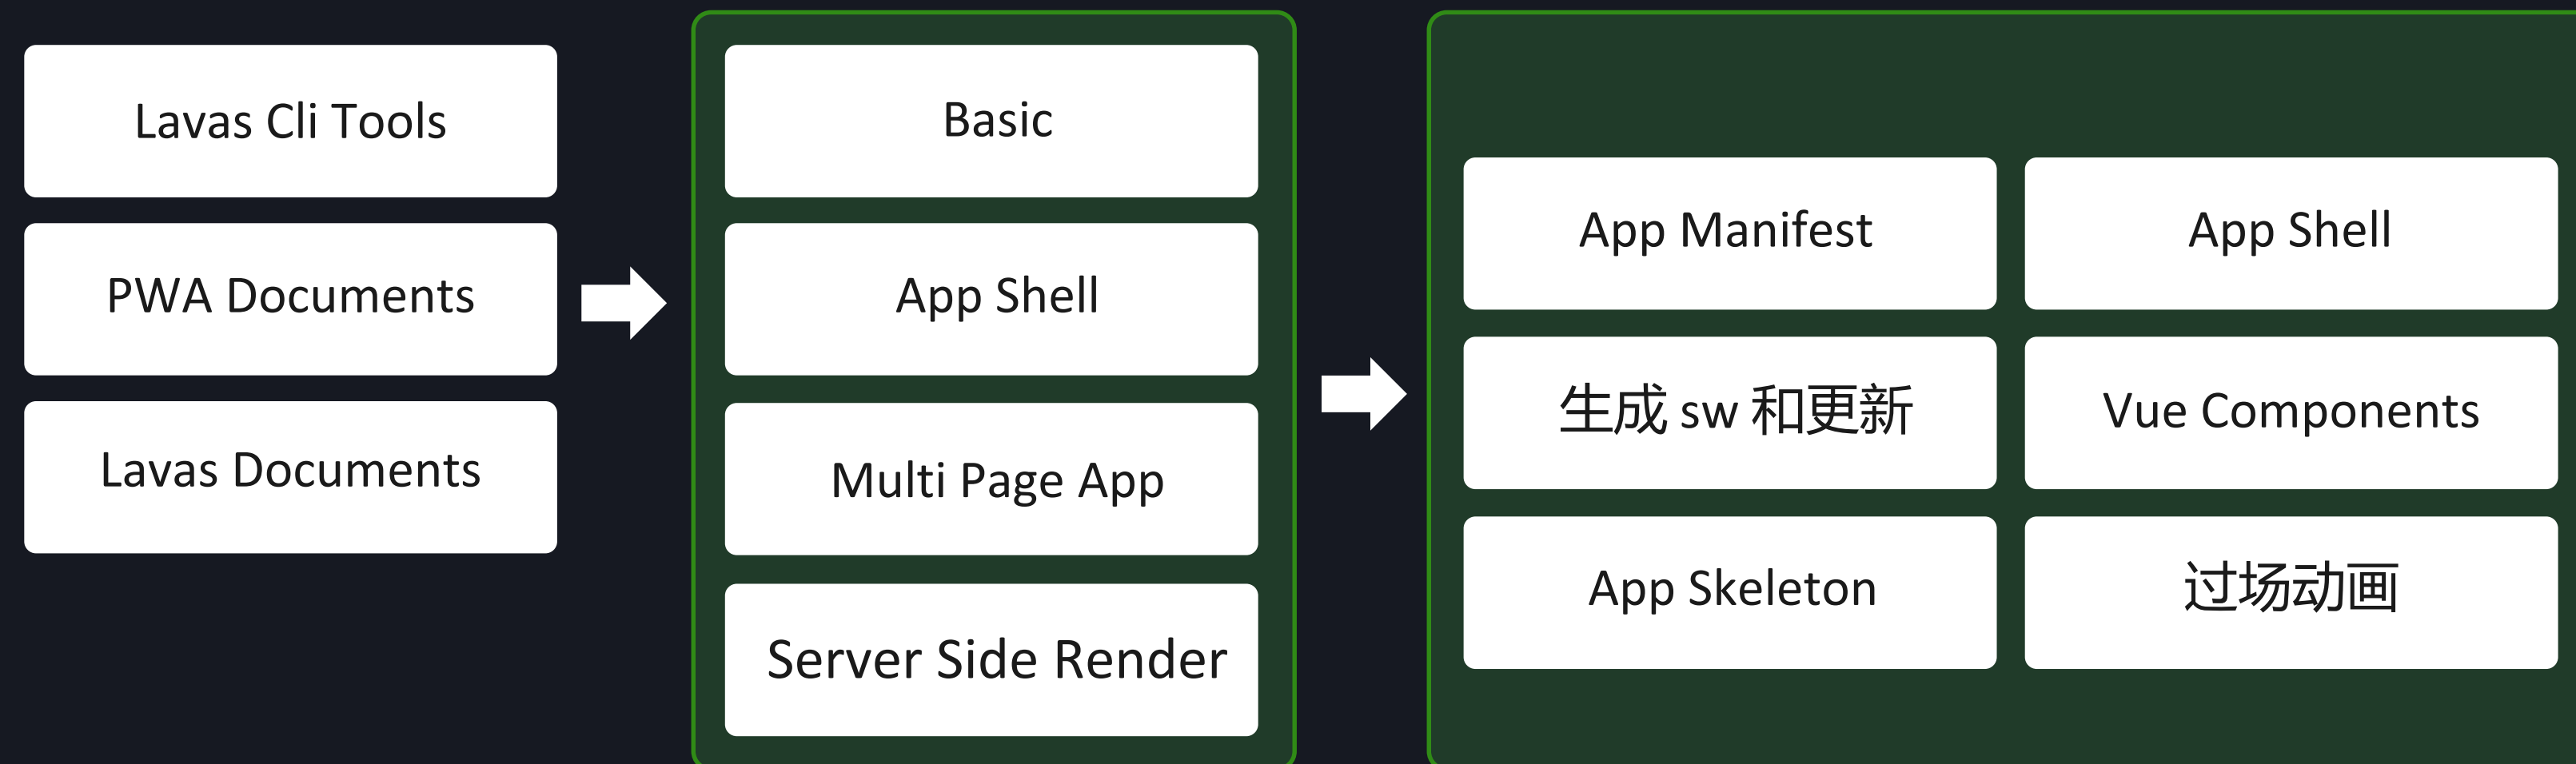 Lavas Cli Tools
PWA Documents
Lavas Documents
Basic
App Shell
Multi Page App
Server Side Render
App Manifest
App Shell
生成 sw 和更新
Vue Components
App Skeleton
过场动画